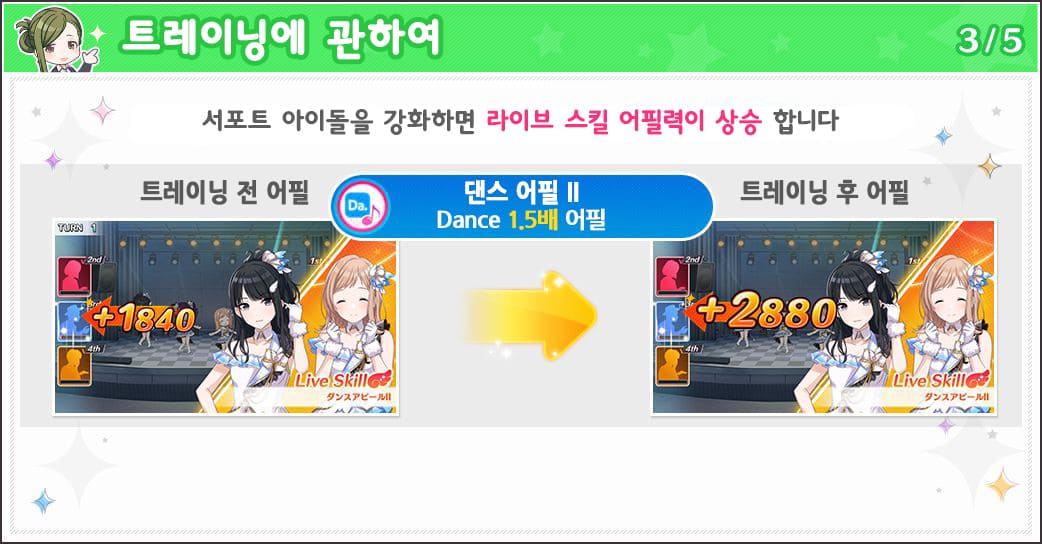 트레이닝에 관하여
3/5
서포트 아이돌을 강화하면 라이브 스킬 어필력이 상승 합니다
트레이닝 전 어필
Da.
댄스 어필 II
Dance 1.5배 어필
트레이닝 후 어필
TURN 1
2nd
1st
+1840
3rd
4th
Live Skill
ダンスアピールII
2nd
1st
+2880
4th
Live Skill
ダンスアピールII